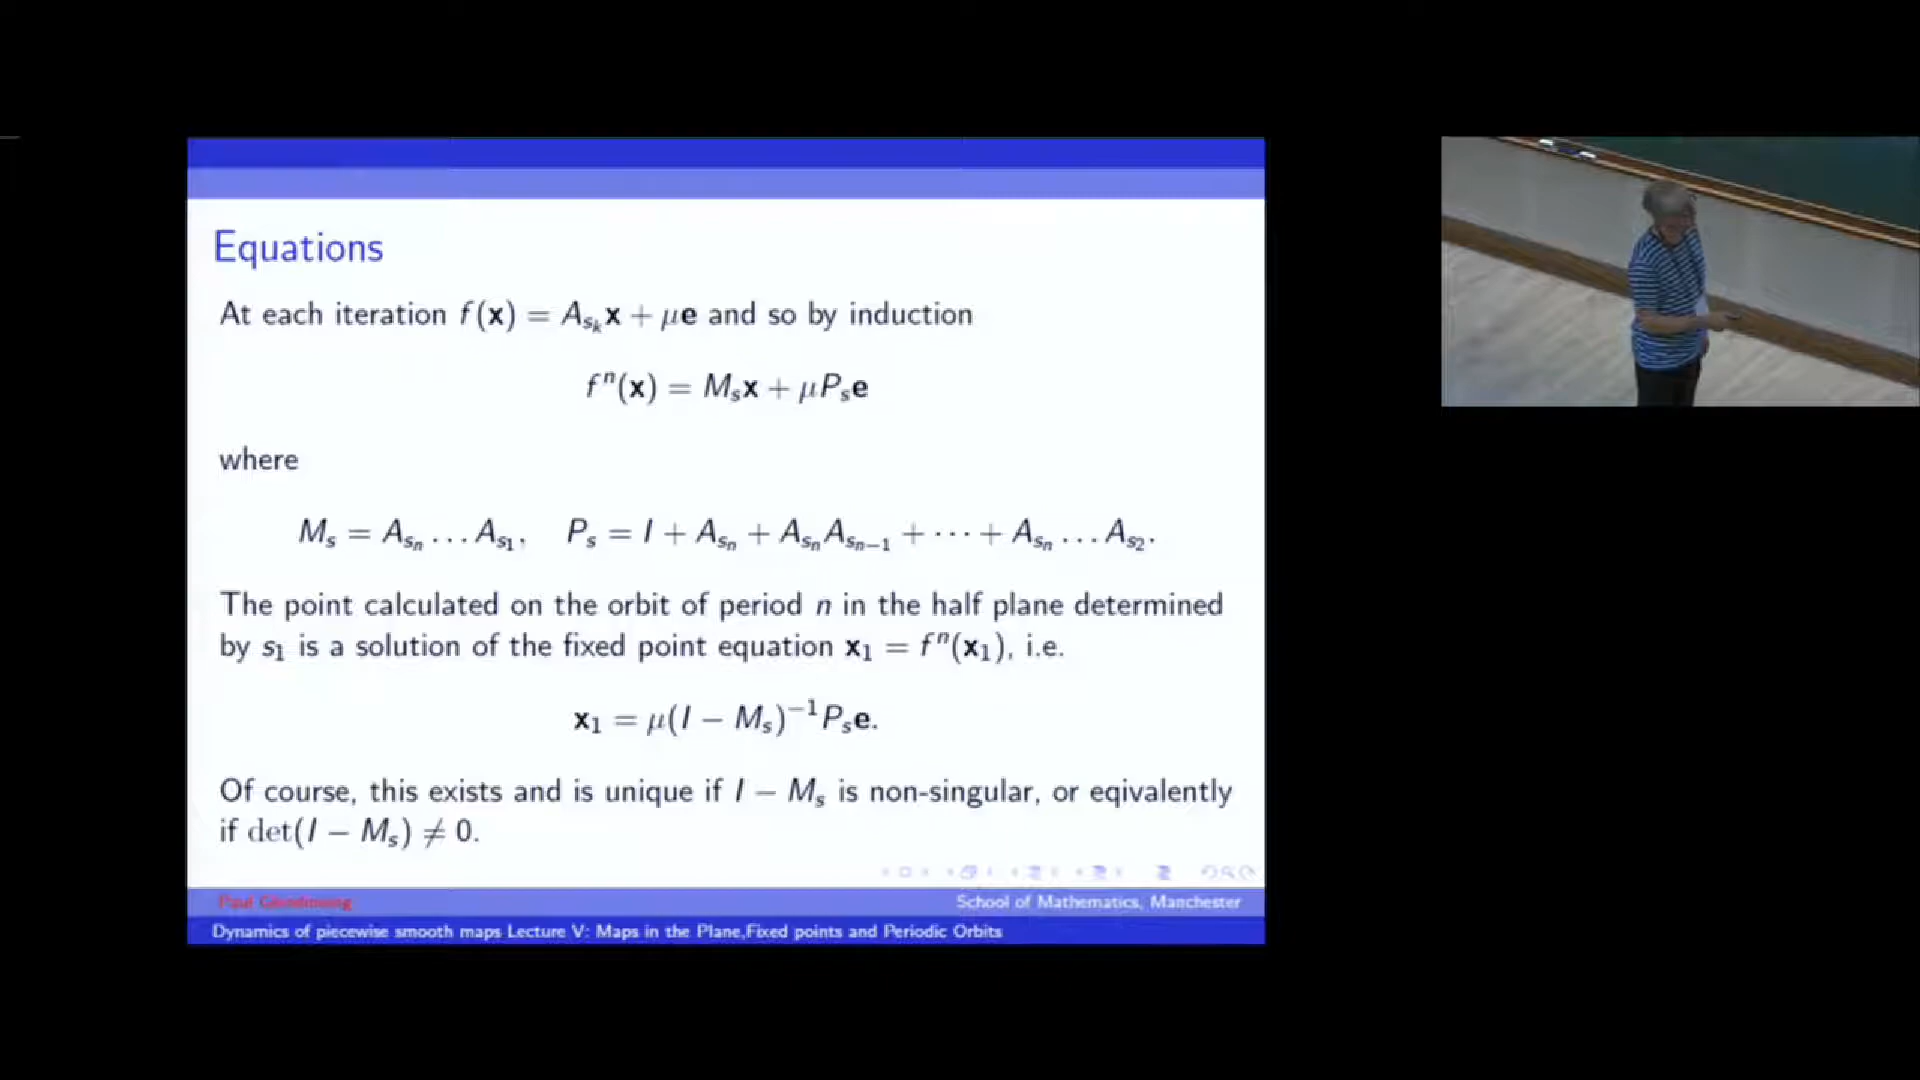 Equations
At each iteration f(x) = A_{s_k}x + μe and so by induction
f^n(x) = M_s x + μP_s e
where
M_s = A_{s_n} … A_{s_1},   P_s = I + A_{s_n} + A_{s_n}A_{s_{n−1}} + ⋯ + A_{s_n} … A_{s_2}.
The point calculated on the orbit of period n in the half plane determined
by s_1 is a solution of the fixed point equation x_1 = f^n(x_1), i.e.
x_1 = μ(I − M_s)^{−1}P_s e.
Of course, this exists and is unique if I − M_s is non-singular, or eqivalently
if det(I − M_s) ≠ 0.
Paul Glendinning
School of Mathematics, Manchester
Dynamics of piecewise smooth maps Lecture V: Maps in the Plane,Fixed points and Periodic Orbits